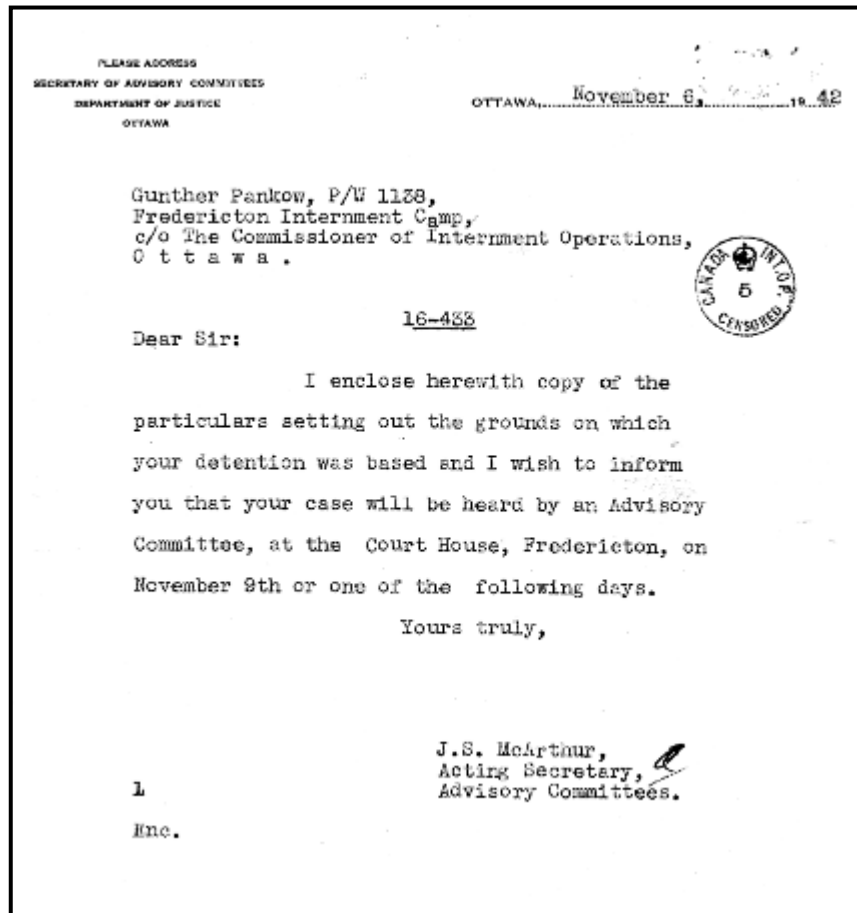 PLEASE ADDRESS
SECRETARY OF ADVISORY COMMITTEES
DEPARTMENT OF JUSTICE
OTTAWA
OTTAWA, November 6, 1942
Gunther Pankow, P/W 1138,
Fredericton Internment Camp,
c/o The Commissioner of Internment Operations,
O t t a w a .
CANADA INT. OP.
5
CENSORED
16-433
Dear Sir:
I enclose herewith copy of the
particulars setting out the grounds on which
your detention was based and I wish to inform
you that your case will be heard by an Advisory
Committee, at the Court House, Fredericton, on
November 9th or one of the following days.
Yours truly,
J.S. McArthur,
Acting Secretary,
Advisory Committees.
1
Enc.